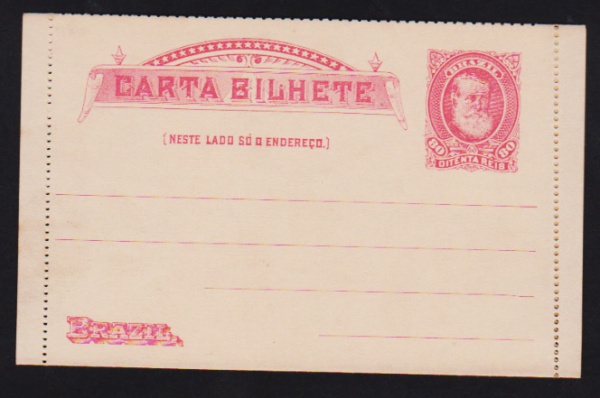 CARTA BILHETE
(NESTE LADO SÓ O ENDEREÇO.)
BRAZIL
80 80
OITENTA REIS
BRAZIL.